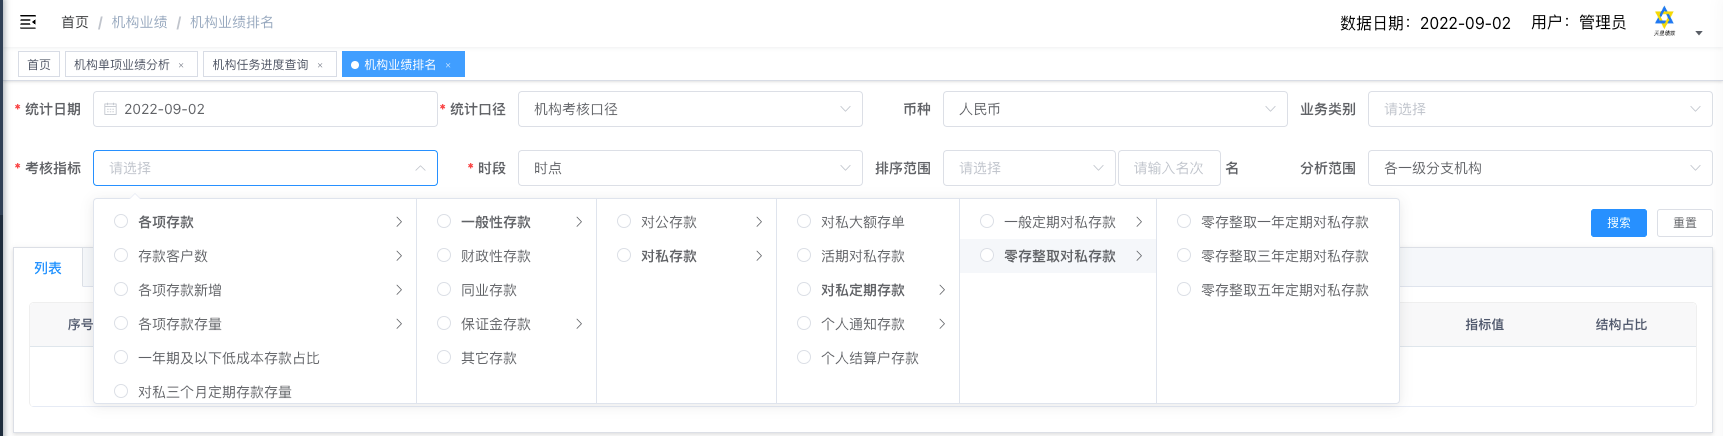 首页 / 机构业绩 / 机构业绩排名
数据日期：2022-09-02 用户：管理员
天星绩效
首页 机构单项业绩分析 × 机构任务进度查询 × 机构业绩排名 ×
* 统计日期 2022-09-02 * 统计口径 机构考核口径 币种 人民币 业务类别 请选择
* 考核指标 请选择 * 时段 时点 排序范围 请选择 请输入名次 名 分析范围 各一级分支机构
搜索 重置
列表
序号 指标值 结构占比
各项存款
存款客户数
各项存款新增
各项存款存量
一年期及以下低成本存款占比
对私三个月定期存款存量
一般性存款
财政性存款
同业存款
保证金存款
其它存款
对公存款
对私存款
对私大额存单
活期对私存款
对私定期存款
个人通知存款
个人结算户存款
一般定期对私存款
零存整取对私存款
零存整取一年定期对私存款
零存整取三年定期对私存款
零存整取五年定期对私存款